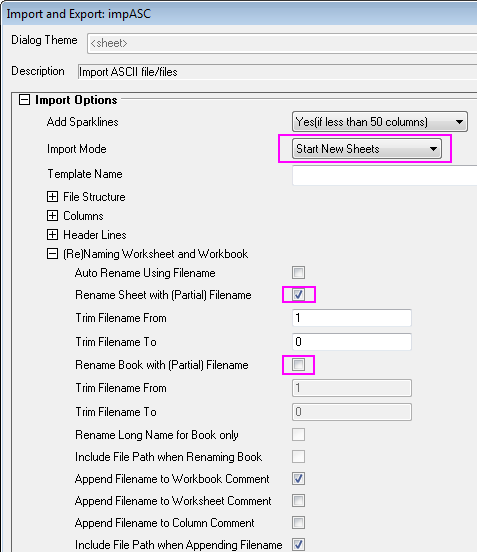 Import and Export: impASC
Dialog Theme <sheet>
Description Import ASCII file/files
Import Options
Add Sparklines Yes(if less than 50 columns)
Import Mode Start New Sheets
Template Name
File Structure
Columns
Header Lines
(Re)Naming Worksheet and Workbook
Auto Rename Using Filename
Rename Sheet with (Partial) Filename
Trim Filename From 1
Trim Filename To 0
Rename Book with (Partial) Filename
Trim Filename From 1
Trim Filename To 0
Rename Long Name for Book only
Include File Path when Renaming Book
Append Filename to Workbook Comment
Append Filename to Worksheet Comment
Append Filename to Column Comment
Include File Path when Appending Filename